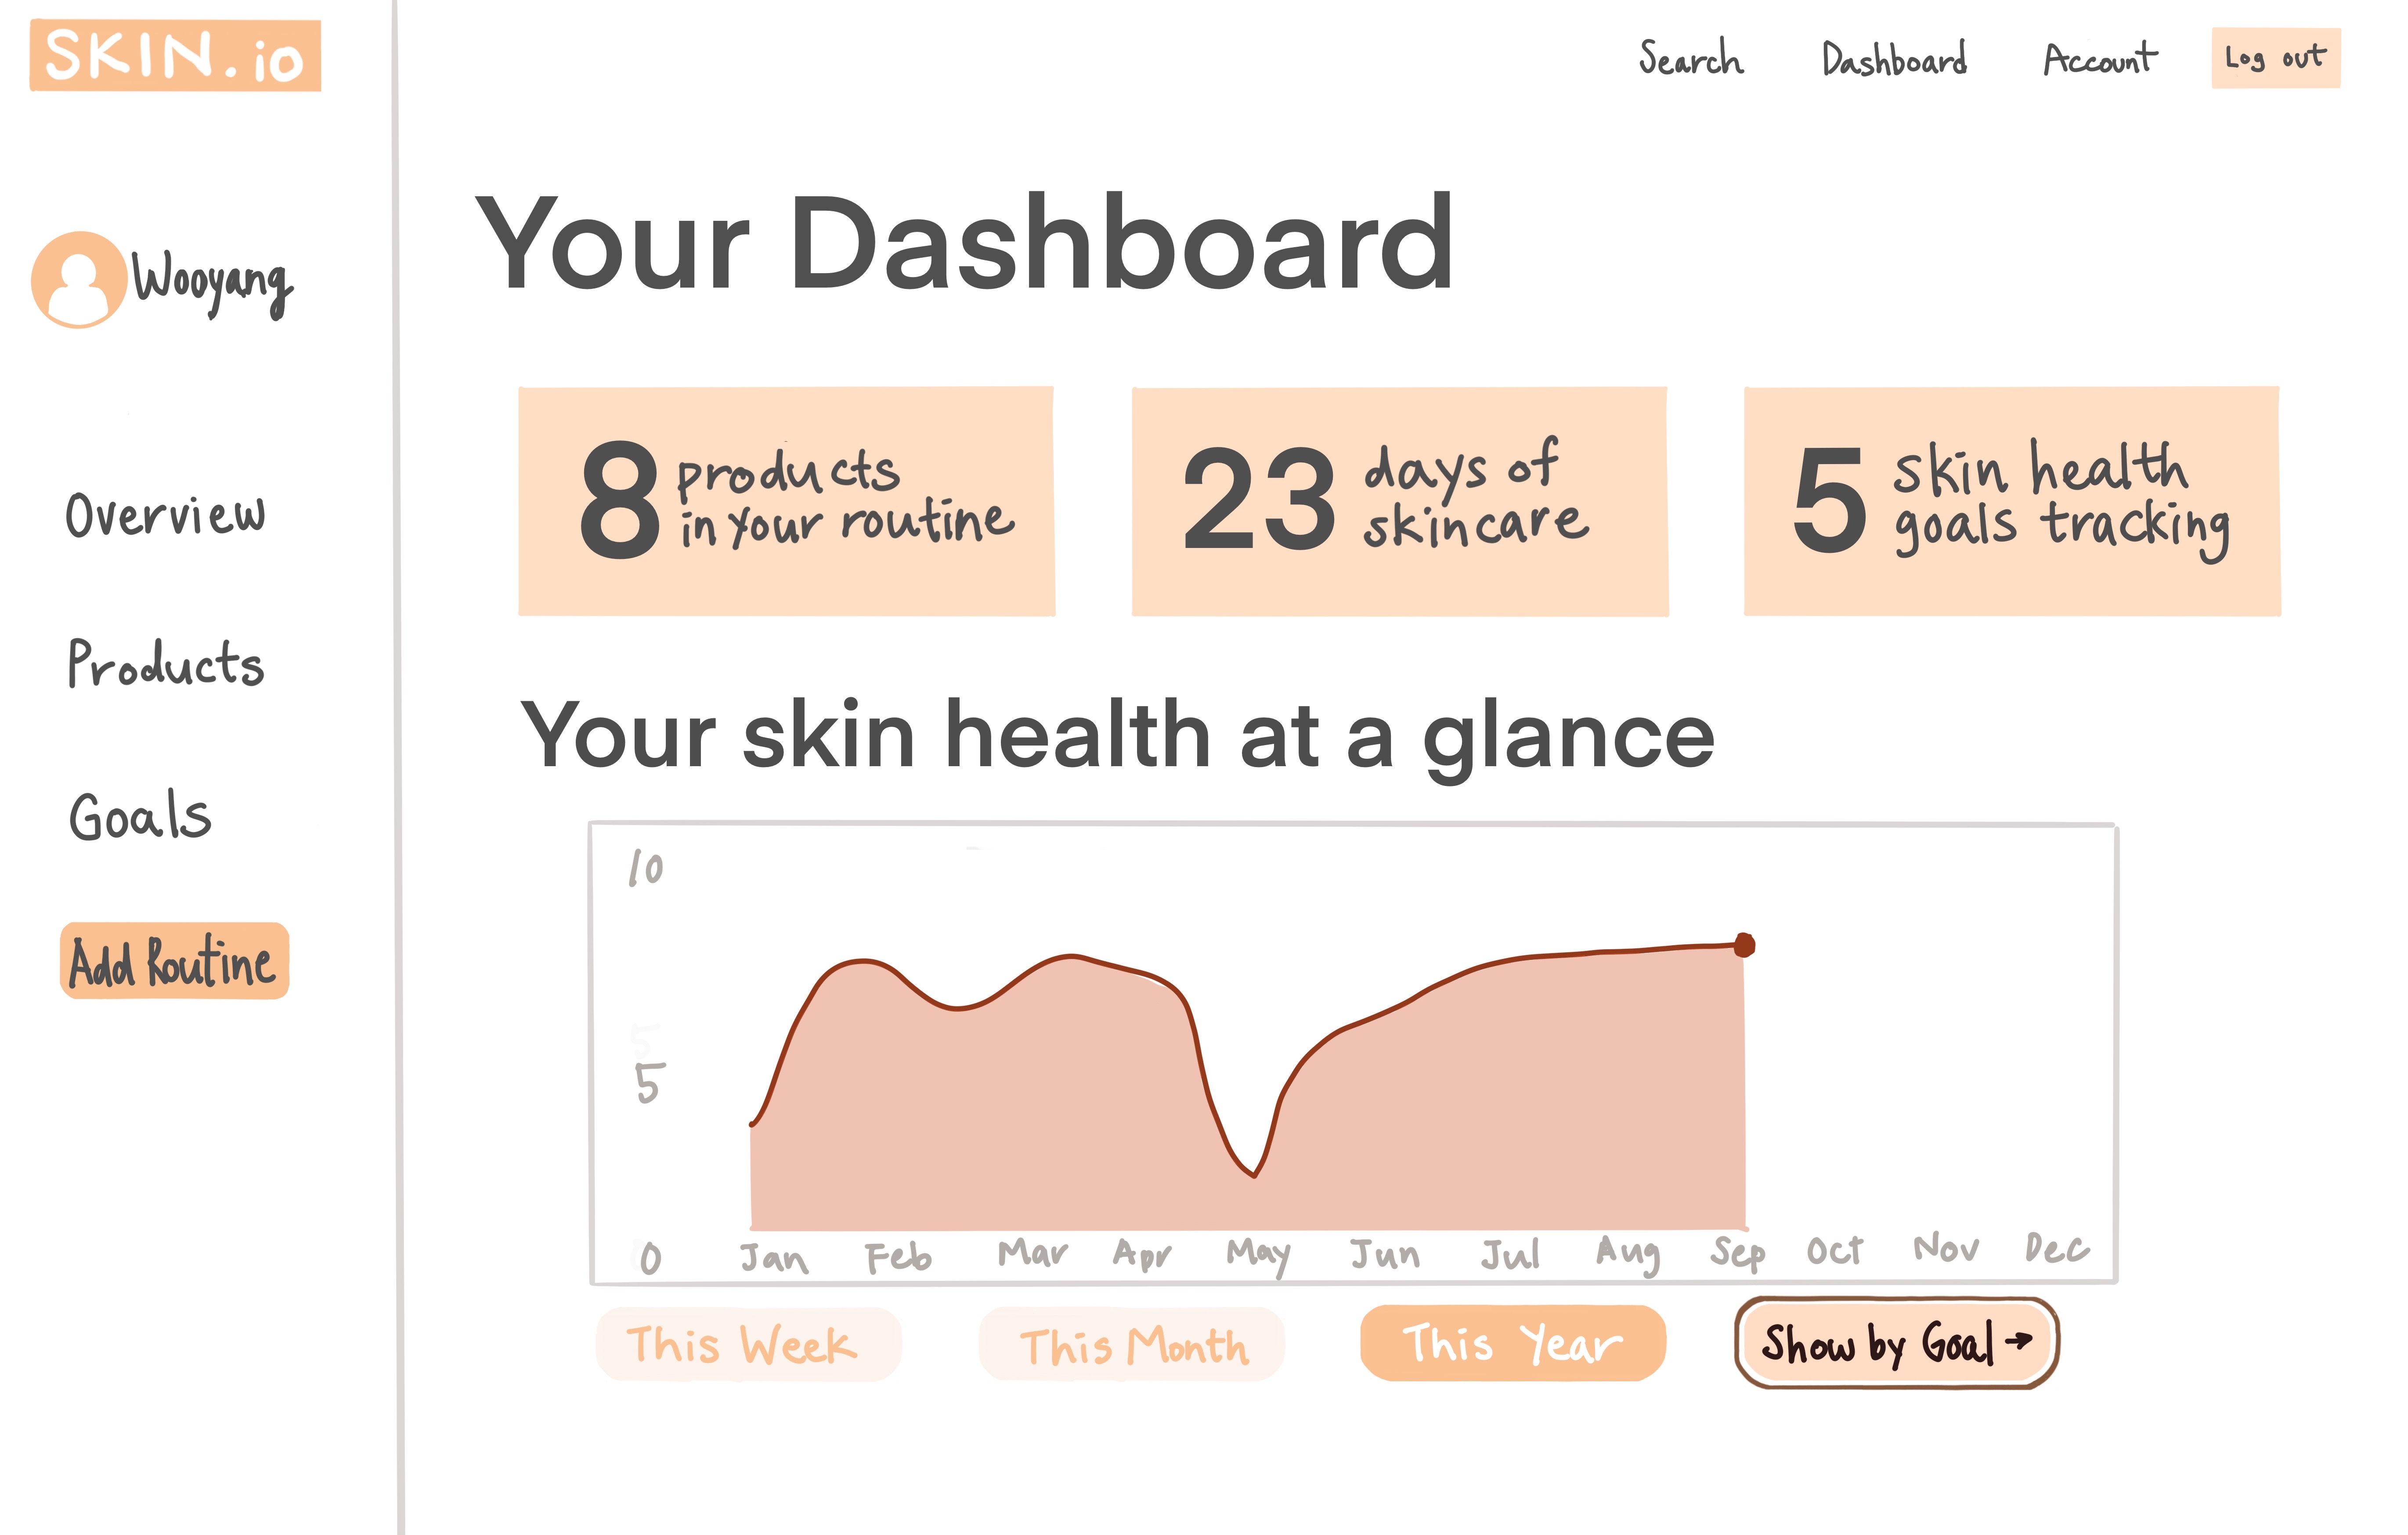 SKIN.io
Search Dashboard Account Log out
Wooyang
Overview
Products
Goals
Add Routine
Your Dashboard
8 products
in your routine
23 days of
skincare
5 skin health
goals tracking
Your skin health at a glance
10
5
5
0 Jan Feb Mar Apr May Jun Jul Aug Sep Oct Nov Dec
This Week This Month This Year Show by Goal →